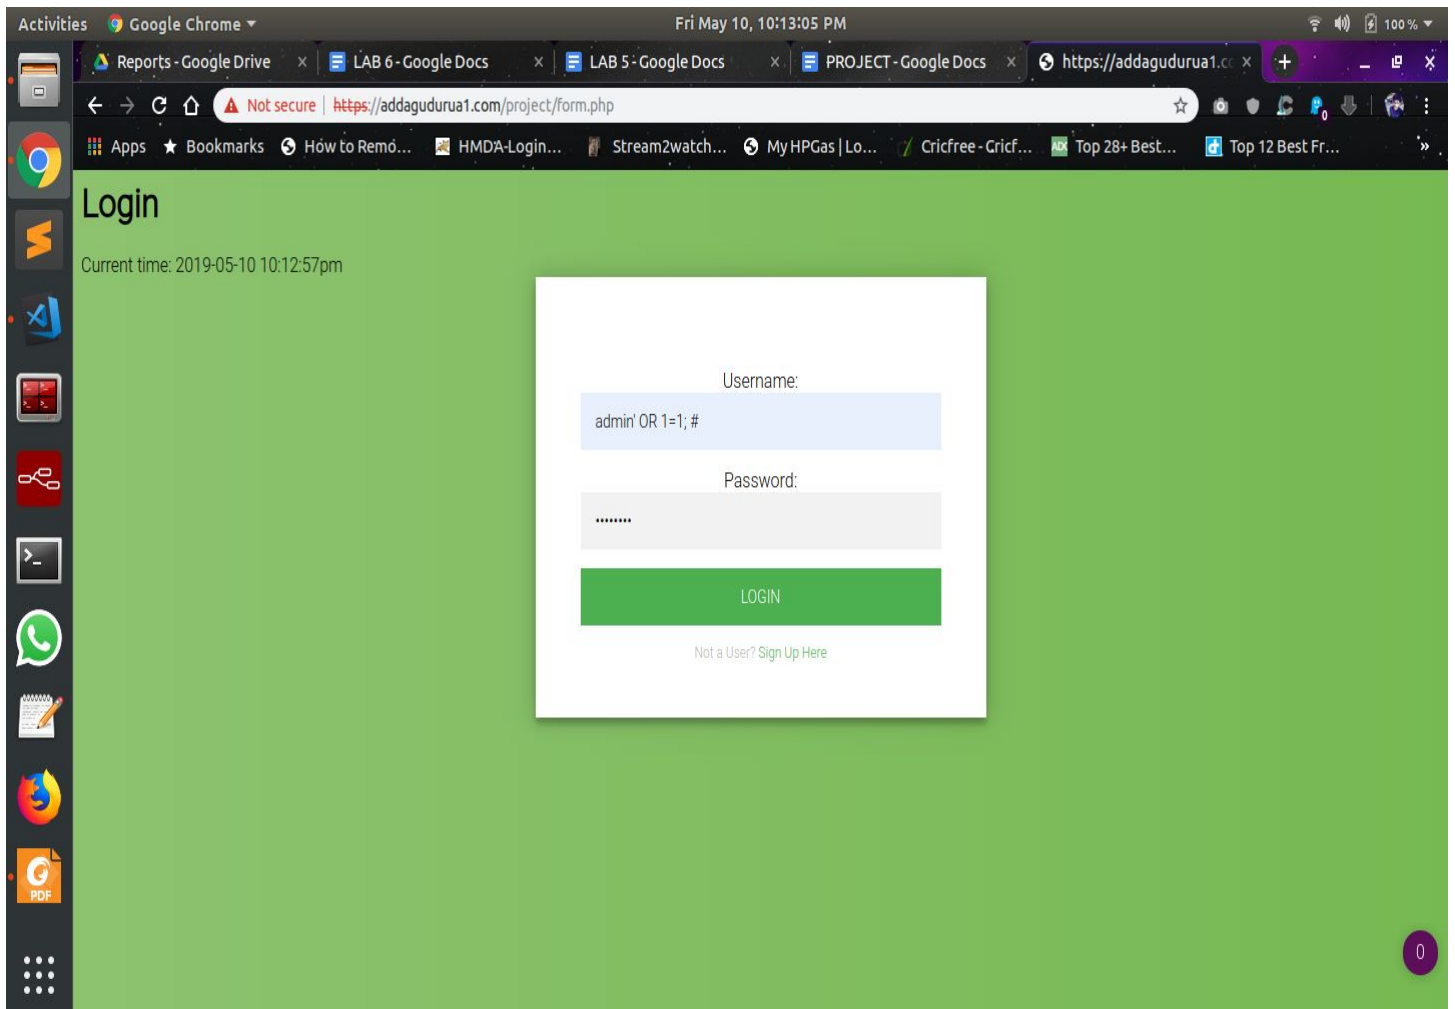 Activities Google Chrome Fri May 10, 10:13:05 PM 100 %
Reports - Google Drive LAB 6 - Google Docs LAB 5 - Google Docs PROJECT - Google Docs https://addagudurua1.cc
Not secure https://addagudurua1.com/project/form.php 0
Apps Bookmarks How to Remo... HMDA-Login... Stream2watch... My HPGas | Lo... Cricfree - Cricf... ADX Top 28+ Best... d Top 12 Best Fr... »
Login
Current time: 2019-05-10 10:12:57pm
Username:
admin' OR 1=1; #
Password:
••••••••
LOGIN
Not a User? Sign Up Here
PDF
0